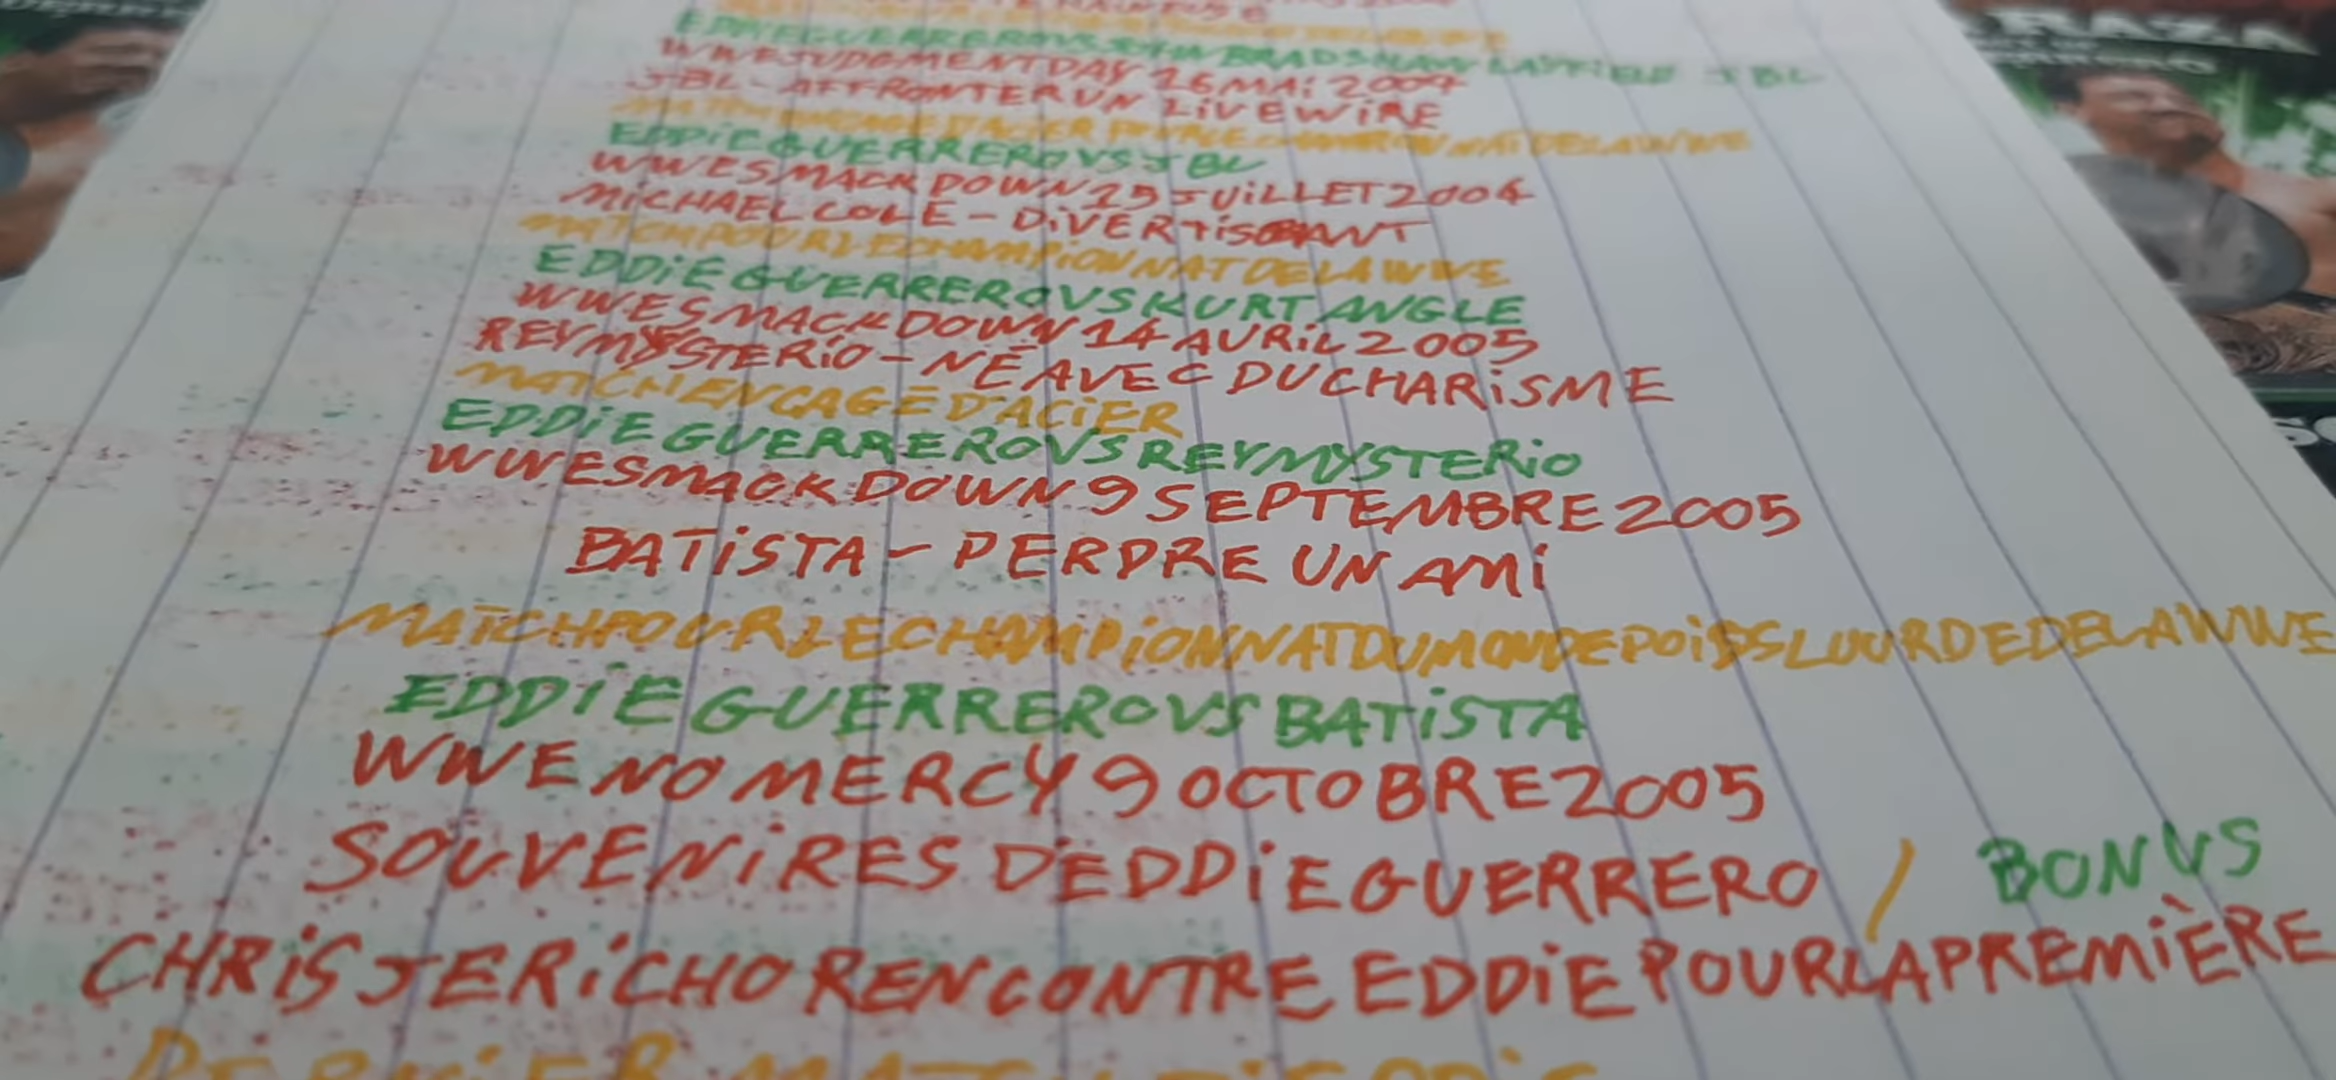 EDDIE GUERRERO VS JOHN BRADSHAW LAYFIELD JBL
WWE JUDGMENT DAY 16 MAi 2004
JBL - AFFRONTER UN LiVE WiRE
EDDiE GUERRERO VS JBL
WWE SMACKDOWN 15 JUiLLET 2004
MiCHAEL COLE - DiVERTiSSANT
MATCH POUR LE CHAMPiONNAT DE LA WWE
EDDiE GUERRERO VS KURT ANGLE
WWE SMACKDOWN 14 AVRiL 2005
REY MYSTERiO - NÉ AVEC DU CHARiSME
MATCH EN CAGE D'ACiER
EDDiE GUERRERO VS REY MYSTERiO
WWE SMACKDOWN 9 SEPTEMBRE 2005
BATiSTA - PERDRE UN AMi
MATCH POUR LE CHAMPiONNAT DU MONDE POiDS LOURD DE DE LA WWE
EDDiE GUERRERO VS BATiSTA
WWE NO MERCY 9 OCTOBRE 2005
SOUVENiRES D'EDDiE GUERRERO / BONUS
CHRiS JERiCHO RENCONTRE EDDiE POUR LA PREMiÈRE